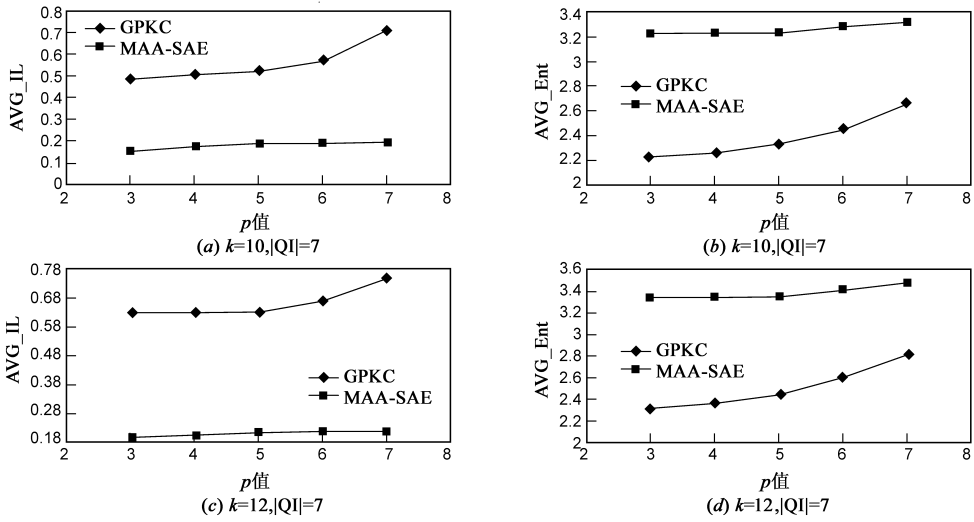 0.8
0.7
0.6
0.5
0.4
0.3
0.2
0.1
0
AVG_IL
GPKC
MAA-SAE
2 3 4 5 6 7 8
p值
(a) k=10,|QI|=7
3.4
3.2
3
2.8
2.6
2.4
2.2
2
AVG_Ent
GPKC
MAA-SAE
2 3 4 5 6 7 8
p值
(b) k=10,|QI|=7
0.78
0.68
0.58
0.48
0.38
0.28
0.18
AVG_IL
GPKC
MAA-SAE
2 3 4 5 6 7 8
p值
(c) k=12,|QI|=7
3.6
3.4
3.2
3
2.8
2.6
2.4
2.2
2
AVG_Ent
GPKC
MAA-SAE
2 3 4 5 6 7 8
p值
(d) k=12,|QI|=7